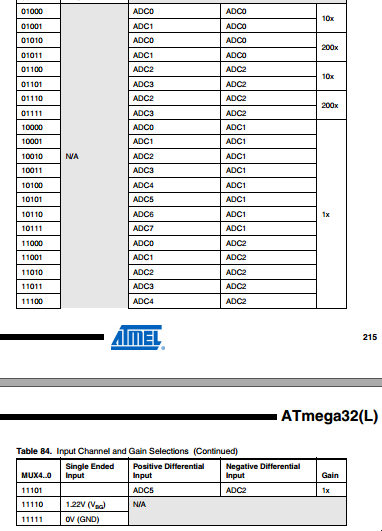 01000 ADC0 ADC0 10x
01001 ADC1 ADC0
01010 ADC0 ADC0 200x
01011 ADC1 ADC0
01100 ADC2 ADC2 10x
01101 ADC3 ADC2
01110 ADC2 ADC2 200x
01111 ADC3 ADC2
10000 ADC0 ADC1
10001 ADC1 ADC1
10010 N/A ADC2 ADC1
10011 ADC3 ADC1
10100 ADC4 ADC1
10101 ADC5 ADC1
10110 ADC6 ADC1 1x
10111 ADC7 ADC1
11000 ADC0 ADC2
11001 ADC1 ADC2
11010 ADC2 ADC2
11011 ADC3 ADC2
11100 ADC4 ADC2
ATMEL ® 215
ATmega32(L)
Table 84. Input Channel and Gain Selections (Continued)
Single Ended Positive Differential Negative Differential
MUX4..0 Input Input Input Gain
11101 ADC5 ADC2 1x
11110 1.22V (VBG) N/A
11111 0V (GND)